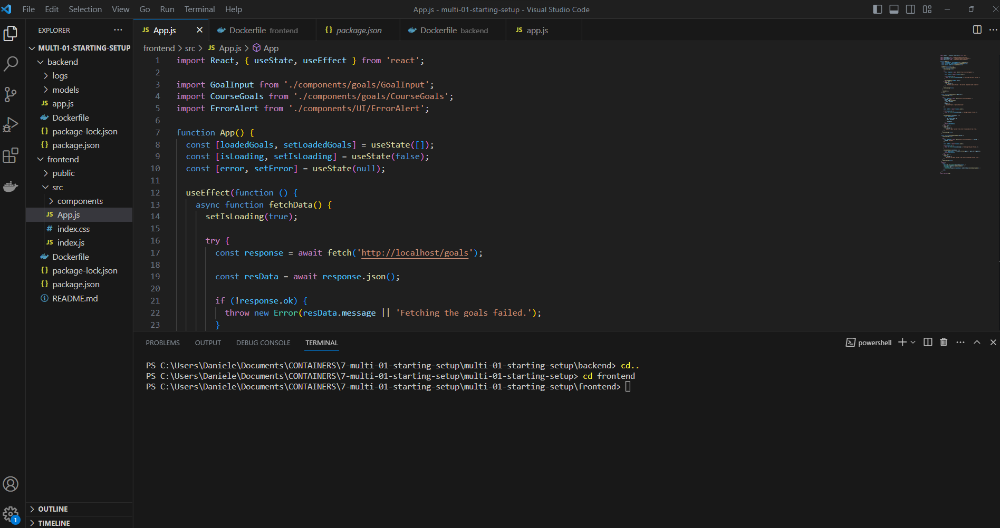 File Edit Selection View Go Run Terminal Help
App.js - multi-01-starting-setup - Visual Studio Code
EXPLORER
MULTI-01-STARTING-SETUP
backend
logs
models
JS app.js
Dockerfile
{} package-lock.json
{} package.json
frontend
public
src
components
JS App.js
# index.css
JS index.js
Dockerfile
{} package-lock.json
{} package.json
README.md
OUTLINE
TIMELINE
1
JS App.js
Dockerfile frontend
{} package.json
Dockerfile backend
JS app.js
frontend > src > JS App.js > App
1 import React, { useState, useEffect } from 'react';
2
3 import GoalInput from './components/goals/GoalInput';
4 import CourseGoals from './components/goals/CourseGoals';
5 import ErrorAlert from './components/UI/ErrorAlert';
6
7 function App() {
8 const [loadedGoals, setLoadedGoals] = useState([]);
9 const [isLoading, setIsLoading] = useState(false);
10 const [error, setError] = useState(null);
11
12 useEffect(function () {
13 async function fetchData() {
14 setIsLoading(true);
15
16 try {
17 const response = await fetch('http://localhost/goals');
18
19 const resData = await response.json();
20
21 if (!response.ok) {
22 throw new Error(resData.message || 'Fetching the goals failed.');
23 }
PROBLEMS OUTPUT DEBUG CONSOLE TERMINAL
powershell
PS C:\Users\Daniele\Documents\CONTAINERS\7-multi-01-starting-setup\multi-01-starting-setup\backend> cd..
PS C:\Users\Daniele\Documents\CONTAINERS\7-multi-01-starting-setup\multi-01-starting-setup> cd frontend
PS C:\Users\Daniele\Documents\CONTAINERS\7-multi-01-starting-setup\multi-01-starting-setup\frontend>